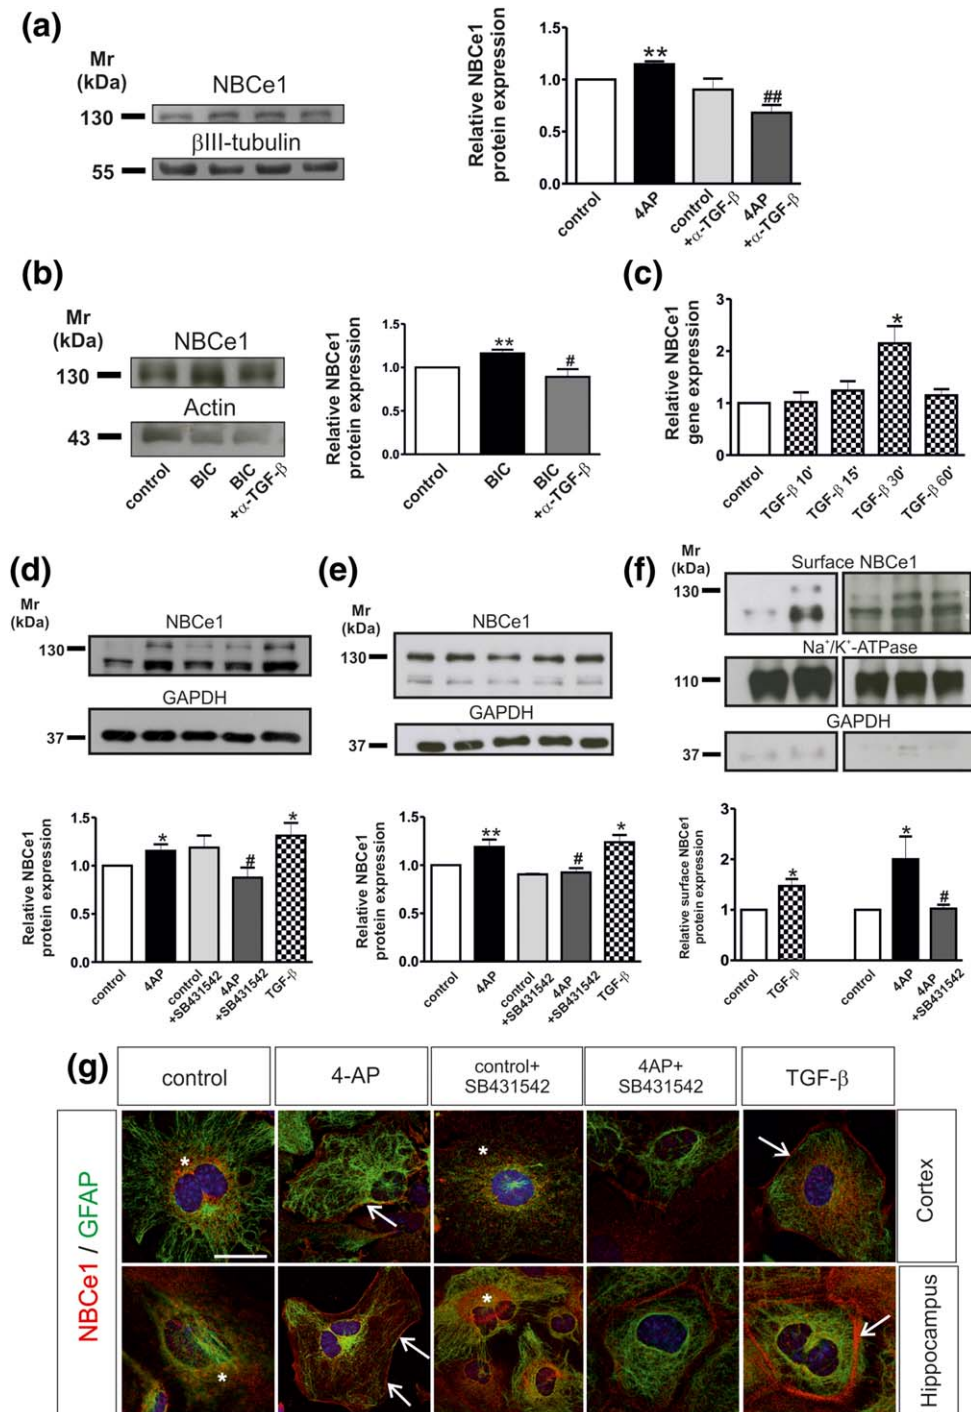 (a)
Mr
(kDa)
NBCe1
130
βIII-tubulin
55
Relative NBCe1
protein expression
1.5
1.0
0.5
0.0
**
##
control
4AP
control
+α-TGF-β
4AP
+α-TGF-β
(b)
Mr
(kDa)
NBCe1
130
Actin
43
control
BIC
BIC
+α-TGF-β
Relative NBCe1
protein expression
1.5
1.0
0.5
0.0
**
#
control
BIC
BIC
+α-TGF-β
(c)
Relative NBCe1
gene expression
3
2
1
0
*
control
TGF-β 10'
TGF-β 15'
TGF-β 30'
TGF-β 60'
(d)
Mr
(kDa)
NBCe1
130
GAPDH
37
Relative NBCe1
protein expression
1.5
1.0
0.5
0.0
*
#
*
control
4AP
control
+SB431542
4AP
+SB431542
TGF-β
(e)
Mr
(kDa)
NBCe1
130
GAPDH
37
Relative NBCe1
protein expression
1.5
1.0
0.5
0.0
**
#
*
control
4AP
control
+SB431542
4AP
+SB431542
TGF-β
(f)
Mr
(kDa)
Surface NBCe1
130
Na⁺/K⁺-ATPase
110
GAPDH
37
Relative surface NBCe1
protein expression
3
2
1
0
*
*
#
control
TGF-β
control
4AP
4AP
+SB431542
(g)
control
4-AP
control+
SB431542
4AP+
SB431542
TGF-β
NBCe1 / GFAP
*
*
Cortex
*
*
Hippocampus